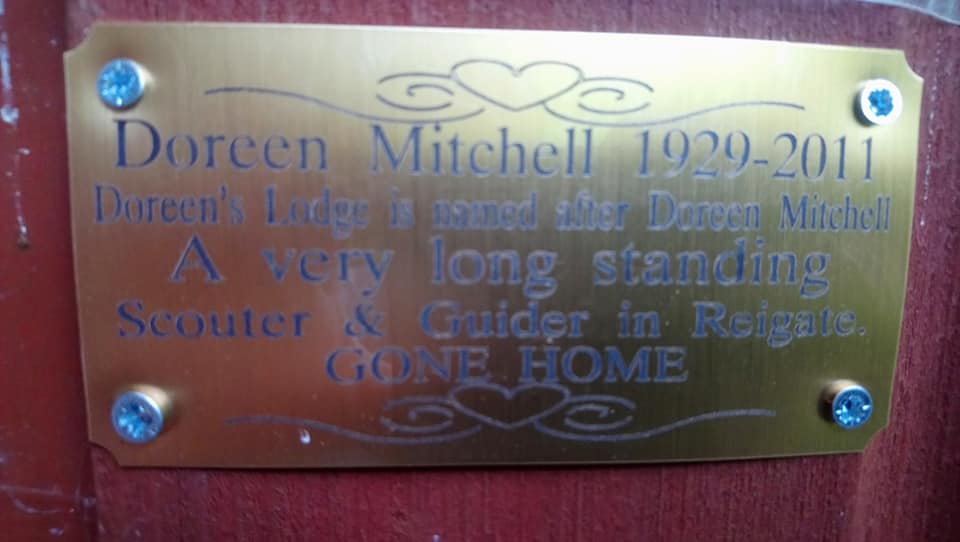 Doreen Mitchell 1929-2011
Doreen's Lodge is named after Doreen Mitchell
A very long standing
Scouter & Guider in Reigate.
GONE HOME